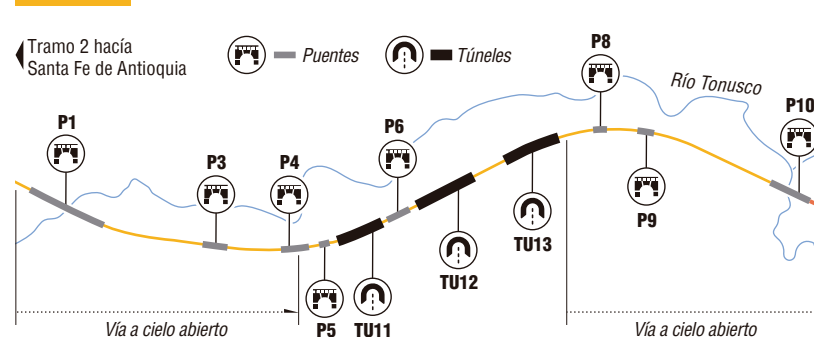 Tramo 2 hacía
Santa Fe de Antioquia
Puentes
Túneles
P8
Río Tonusco
P10
P1
P6
P3
P4
P9
TU13
TU12
P5
TU11
Vía a cielo abierto
Vía a cielo abierto